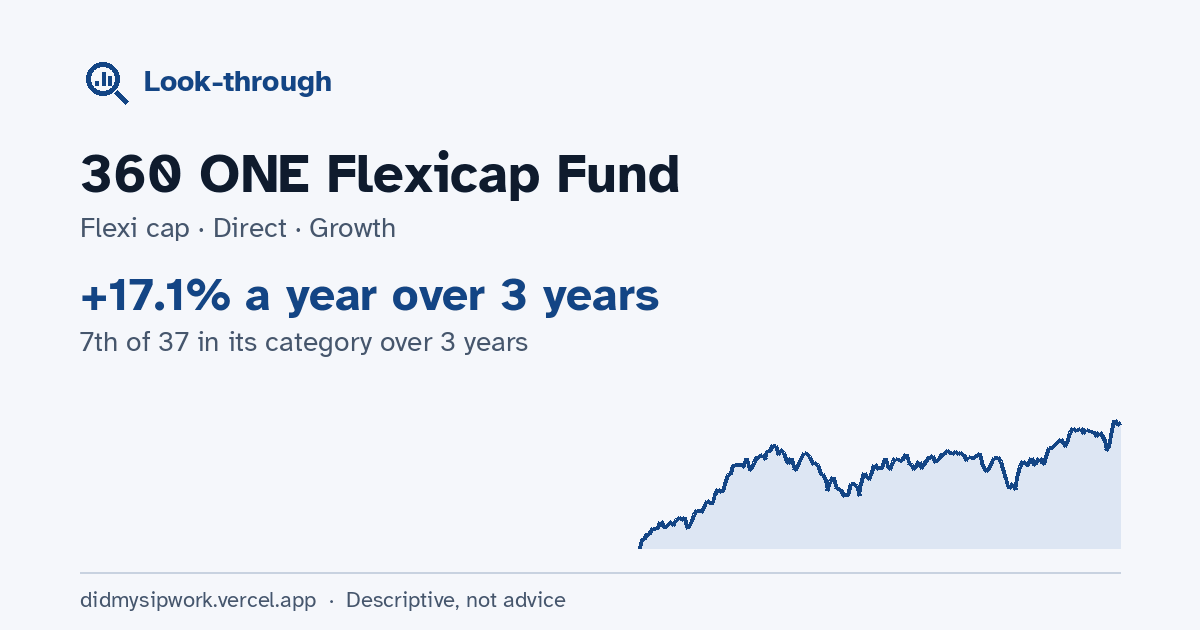 Look-through
360 ONE Flexicap Fund
Flexi cap · Direct · Growth
+17.1% a year over 3 years
7th of 37 in its category over 3 years
didmysipwork.vercel.app · Descriptive, not advice